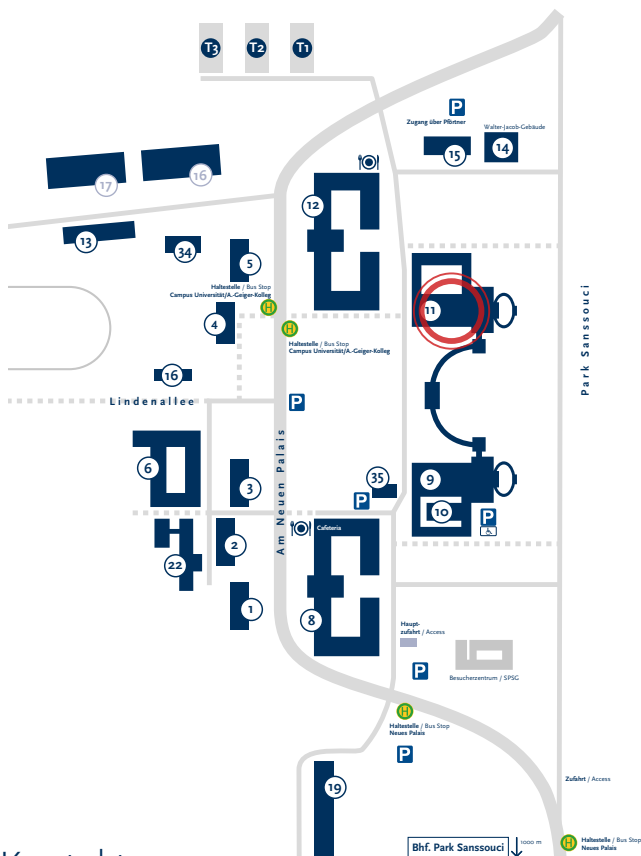 T3
T2
T1
P
Zugang über Pförtner
Walter-Jacob-Gebäude
15
14
17
16
12
13
34
5
Haltestelle / Bus Stop
Campus Universität/A.-Geiger-Kolleg
H
11
4
H
Haltestelle / Bus Stop
Campus Universität/A.-Geiger-Kolleg
Park Sanssouci
16
Lindenallee
P
Am Neuen Palais
6
3
35
9
P
10
P
Cafeteria
2
22
1
8
Haupt-
zufahrt / Access
Besucherzentrum / SPSG
P
H
Haltestelle / Bus Stop
Neues Palais
P
Zufahrt / Access
19
Bhf. Park Sanssouci
1000 m
H
Haltestelle / Bus Stop
Neues Palais